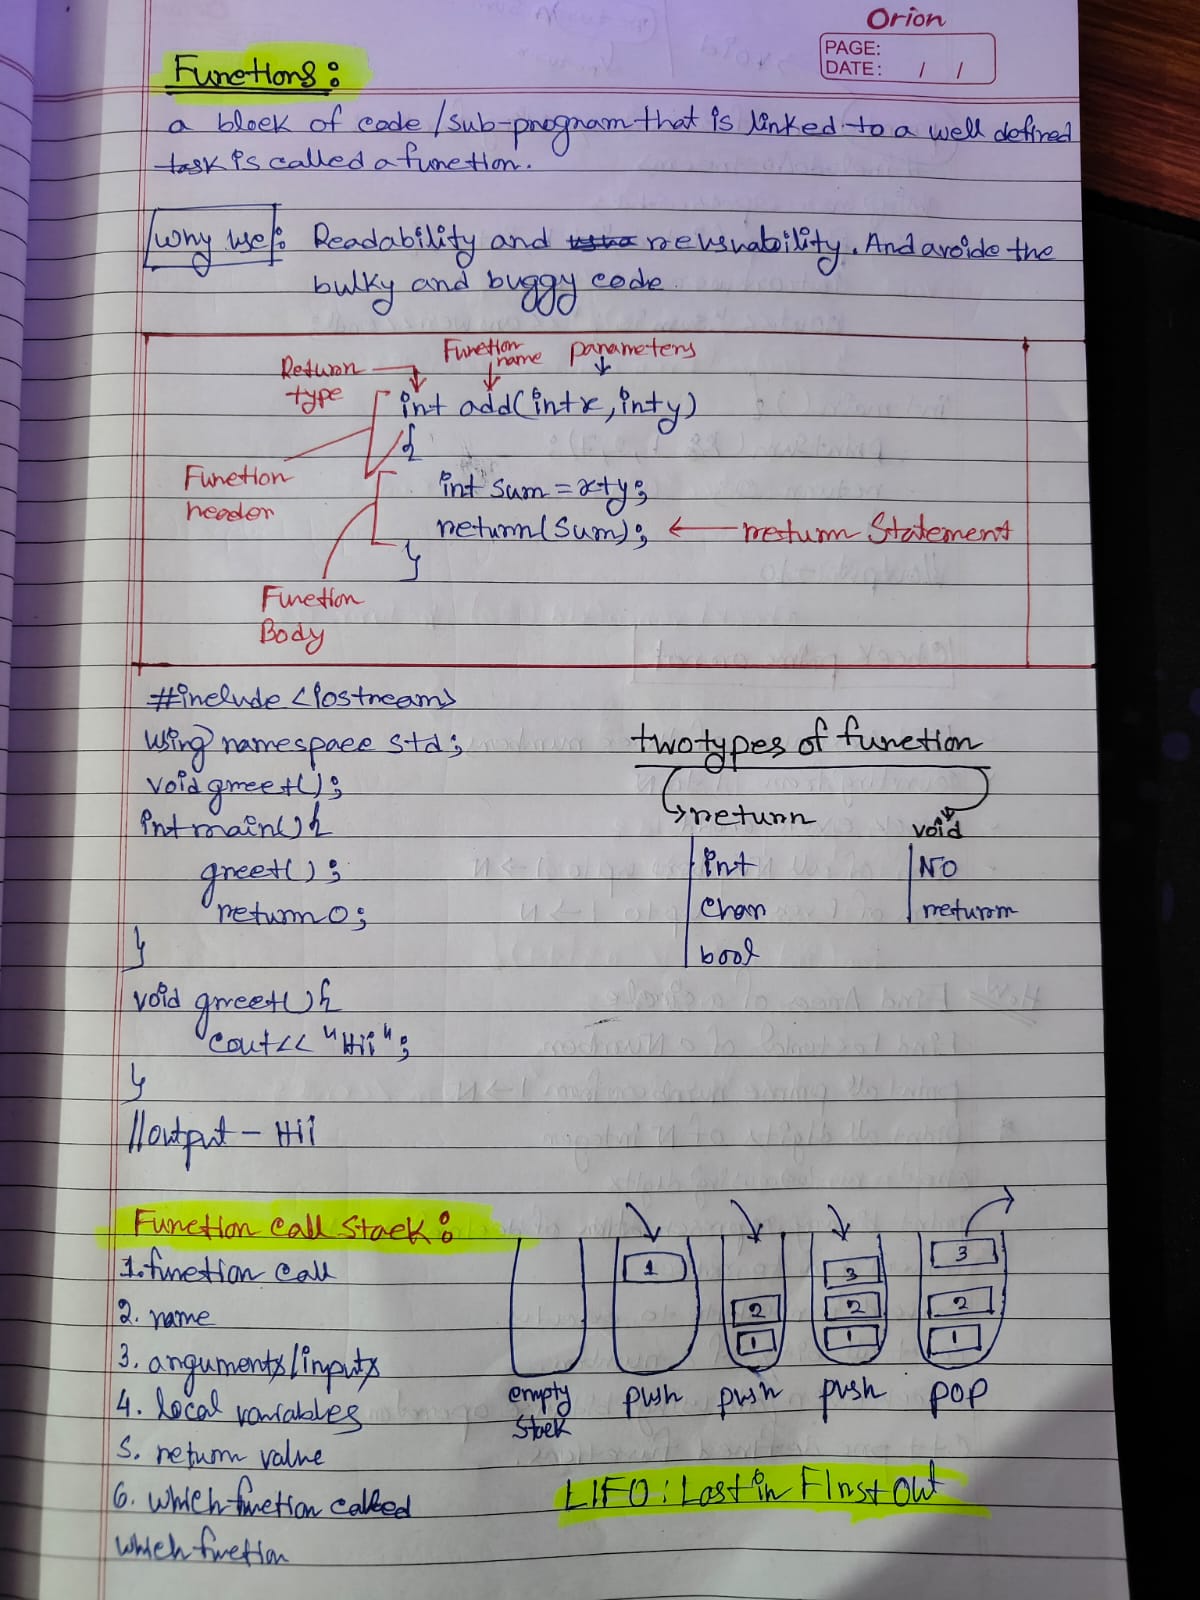 Orion
PAGE:
DATE: / /
Functions:
a block of code/sub-program that is linked to a well defined
task is called a function.
Why use: Readability and reusuability. And avoide the
bulky and buggy code.
Return type
Function name
parameters
int add(int x, int y)
{
Function header
int sum = x+y;
return(sum); ← return Statement
}
Function Body
#include <iostream>
using namespace std;
void greet();
int main(){
greet();
return 0;
}
void greet(){
cout<< "Hii";
}
//output - Hii
two types of function
→return
void
int
NO
char
return
bool
Function call Stack:
1. function call
2. name
3. arguments/inputs
4. local variables
5. return value
6. which function called
which function
1
2
1
3
2
1
3
2
1
empty stack
push
push
push
pop
LIFO: Last in First Out